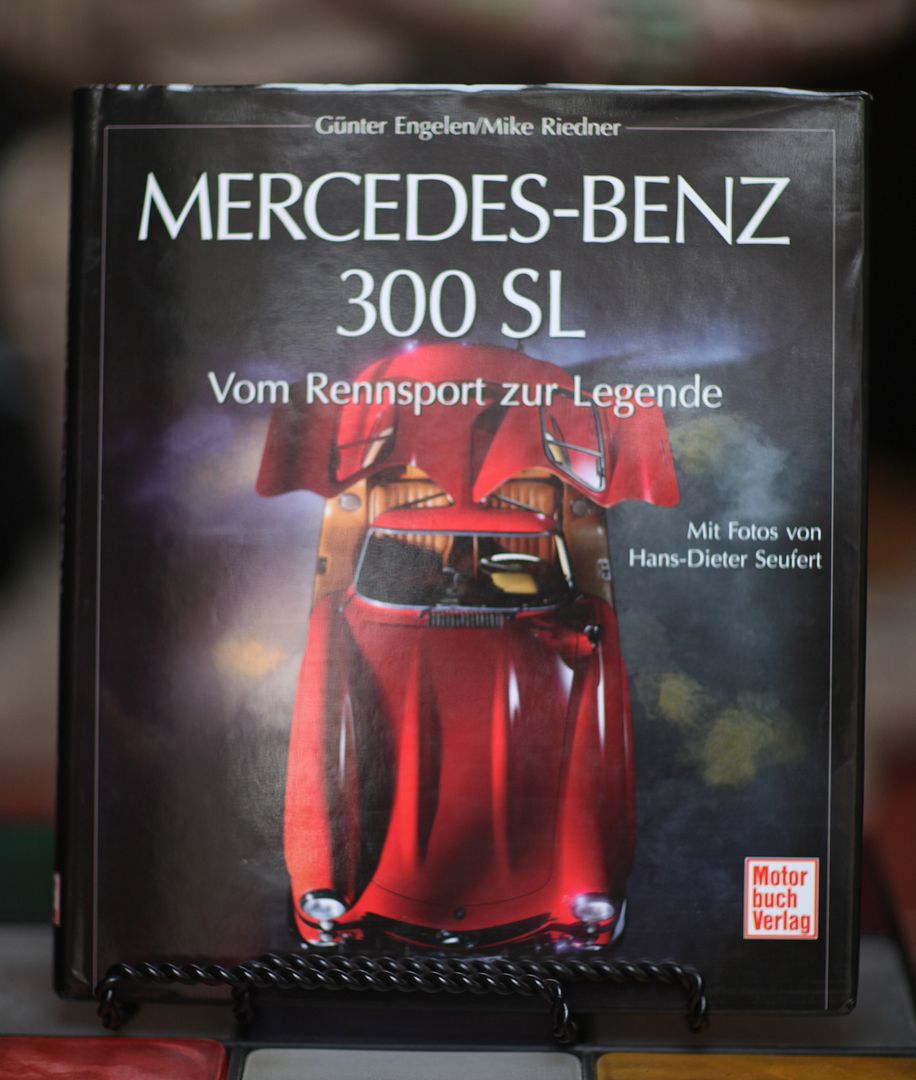 Günter Engelen/Mike Riedner
MERCEDES-BENZ
300 SL
Vom Rennsport zur Legende
Mit Fotos von
Hans-Dieter Seufert
Motor
buch
Verlag